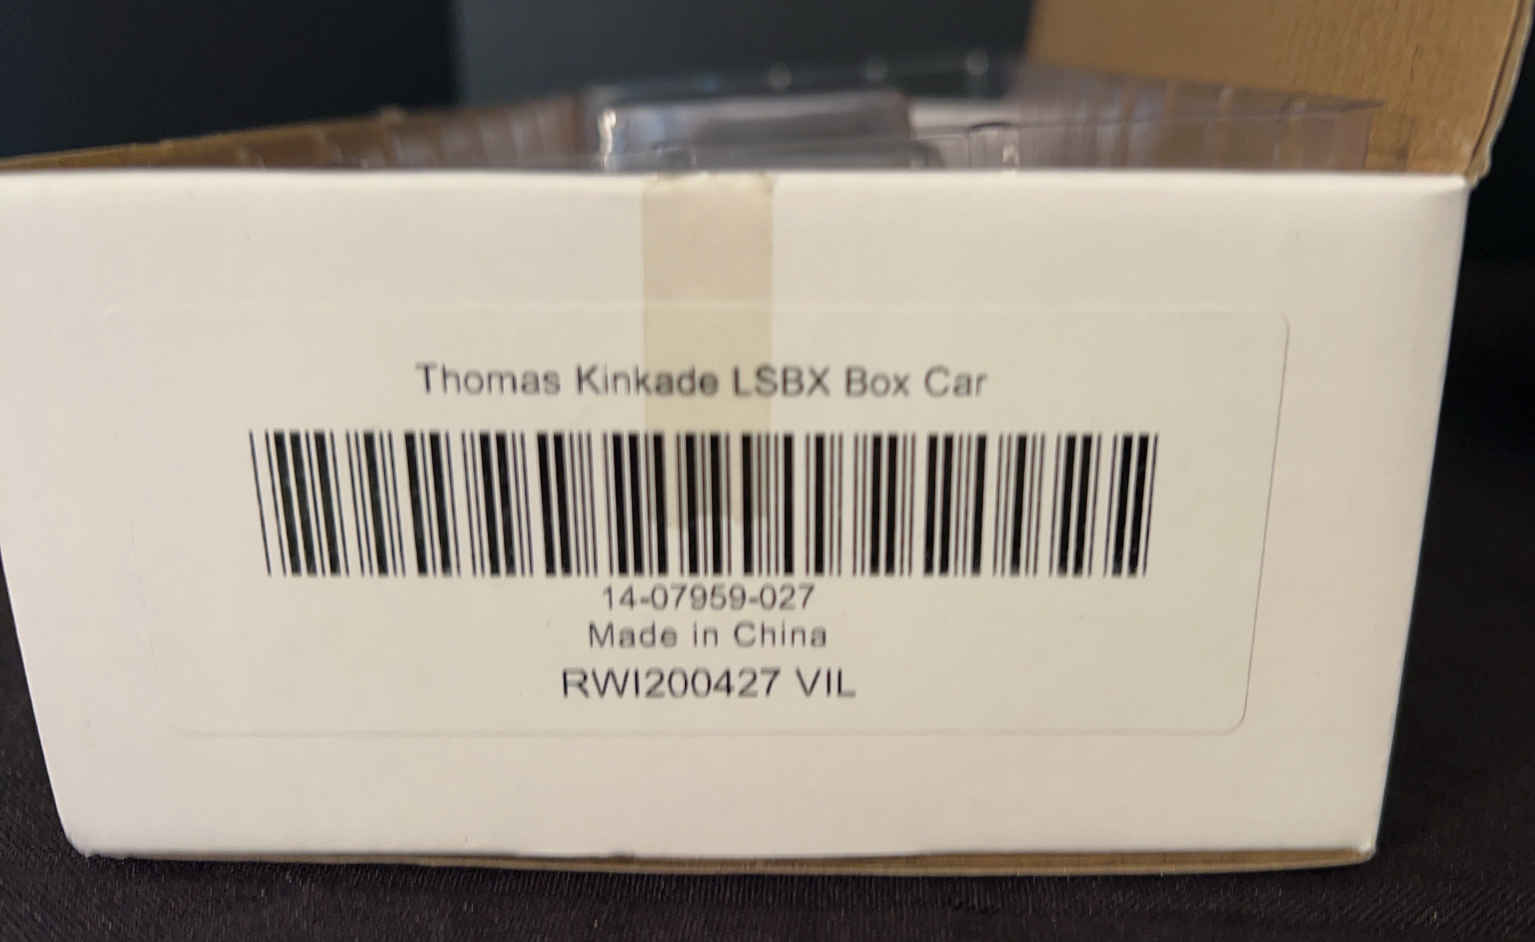 Thomas Kinkade LSBX Box Car
14-07959-027
Made in China
RWI200427 VIL